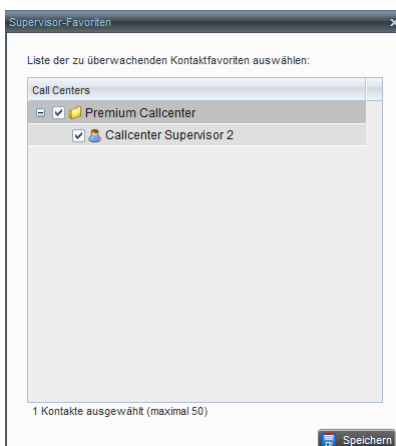 Supervisor-Favoriten
Liste der zu überwachenden Kontaktfavoriten auswählen:
Call Centers
Premium Callcenter
Callcenter Supervisor 2
1 Kontakte ausgewählt (maximal 50)
Speichern